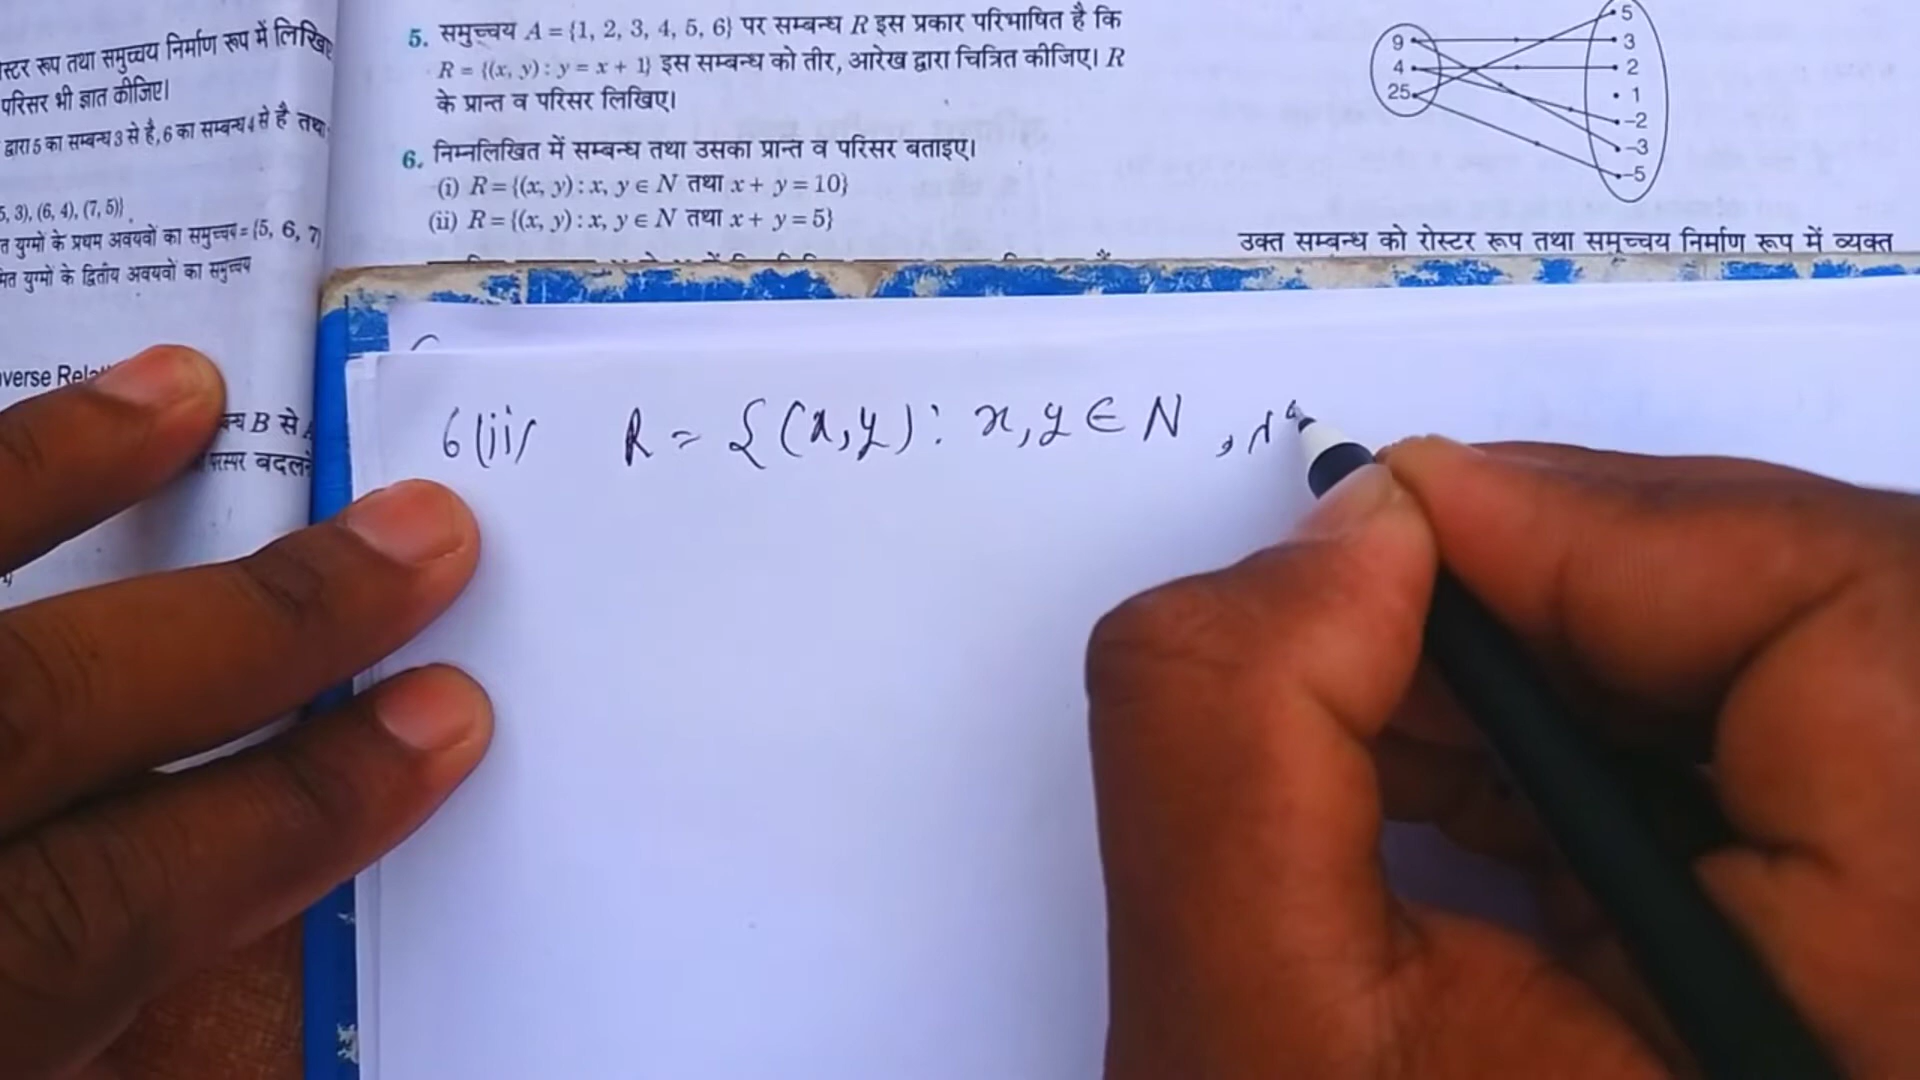 स्टर रूप तथा समुच्चय निर्माण रूप में लिखिए
परिसर भी ज्ञात कीजिए।
द्वारा 5 का सम्बन्ध 3 से है, 6 का सम्बन्ध 4 से है तथा
5, 3), (6, 4), (7, 5)}
त युग्मों के प्रथम अवयवों का समुच्चय = {5, 6, 7}
मित युग्मों के द्वितीय अवयवों का समुच्चय
verse Rela
B से
परस्पर बदलने
5. समुच्चय A = {1, 2, 3, 4, 5, 6} पर सम्बन्ध R इस प्रकार परिभाषित है कि
R = {(x, y) : y = x + 1} इस सम्बन्ध को तीर, आरेख द्वारा चित्रित कीजिए। R
के प्रान्त व परिसर लिखिए।
6. निम्नलिखित में सम्बन्ध तथा उसका प्रान्त व परिसर बताइए।
(i) R = {(x, y) : x, y ∈ N तथा x + y = 10}
(ii) R = {(x, y) : x, y ∈ N तथा x + y = 5}
9
4
25
5
3
2
1
-2
-3
-5
उक्त सम्बन्ध को रोस्टर रूप तथा समुच्चय निर्माण रूप में व्यक्त
6(ii) R = {(x,y) : x,y ∈ N ,